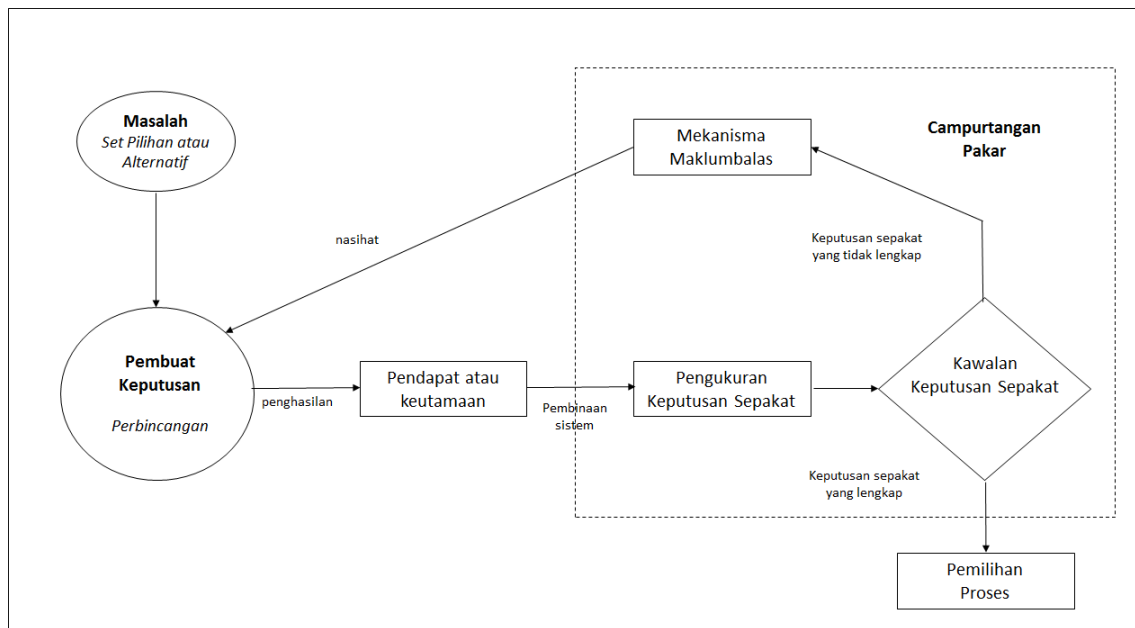 Masalah
Set Pilihan atau
Alternatif
Mekanisma
Maklumbalas
Campurtangan
Pakar
nasihat
Keputusan sepakat
yang tidak lengkap
Pembuat
Keputusan
Perbincangan
penghasilan
Pendapat atau
keutamaan
Pembinaan
sistem
Pengukuran
Keputusan Sepakat
Kawalan
Keputusan Sepakat
Keputusan sepakat
yang lengkap
Pemilihan
Proses